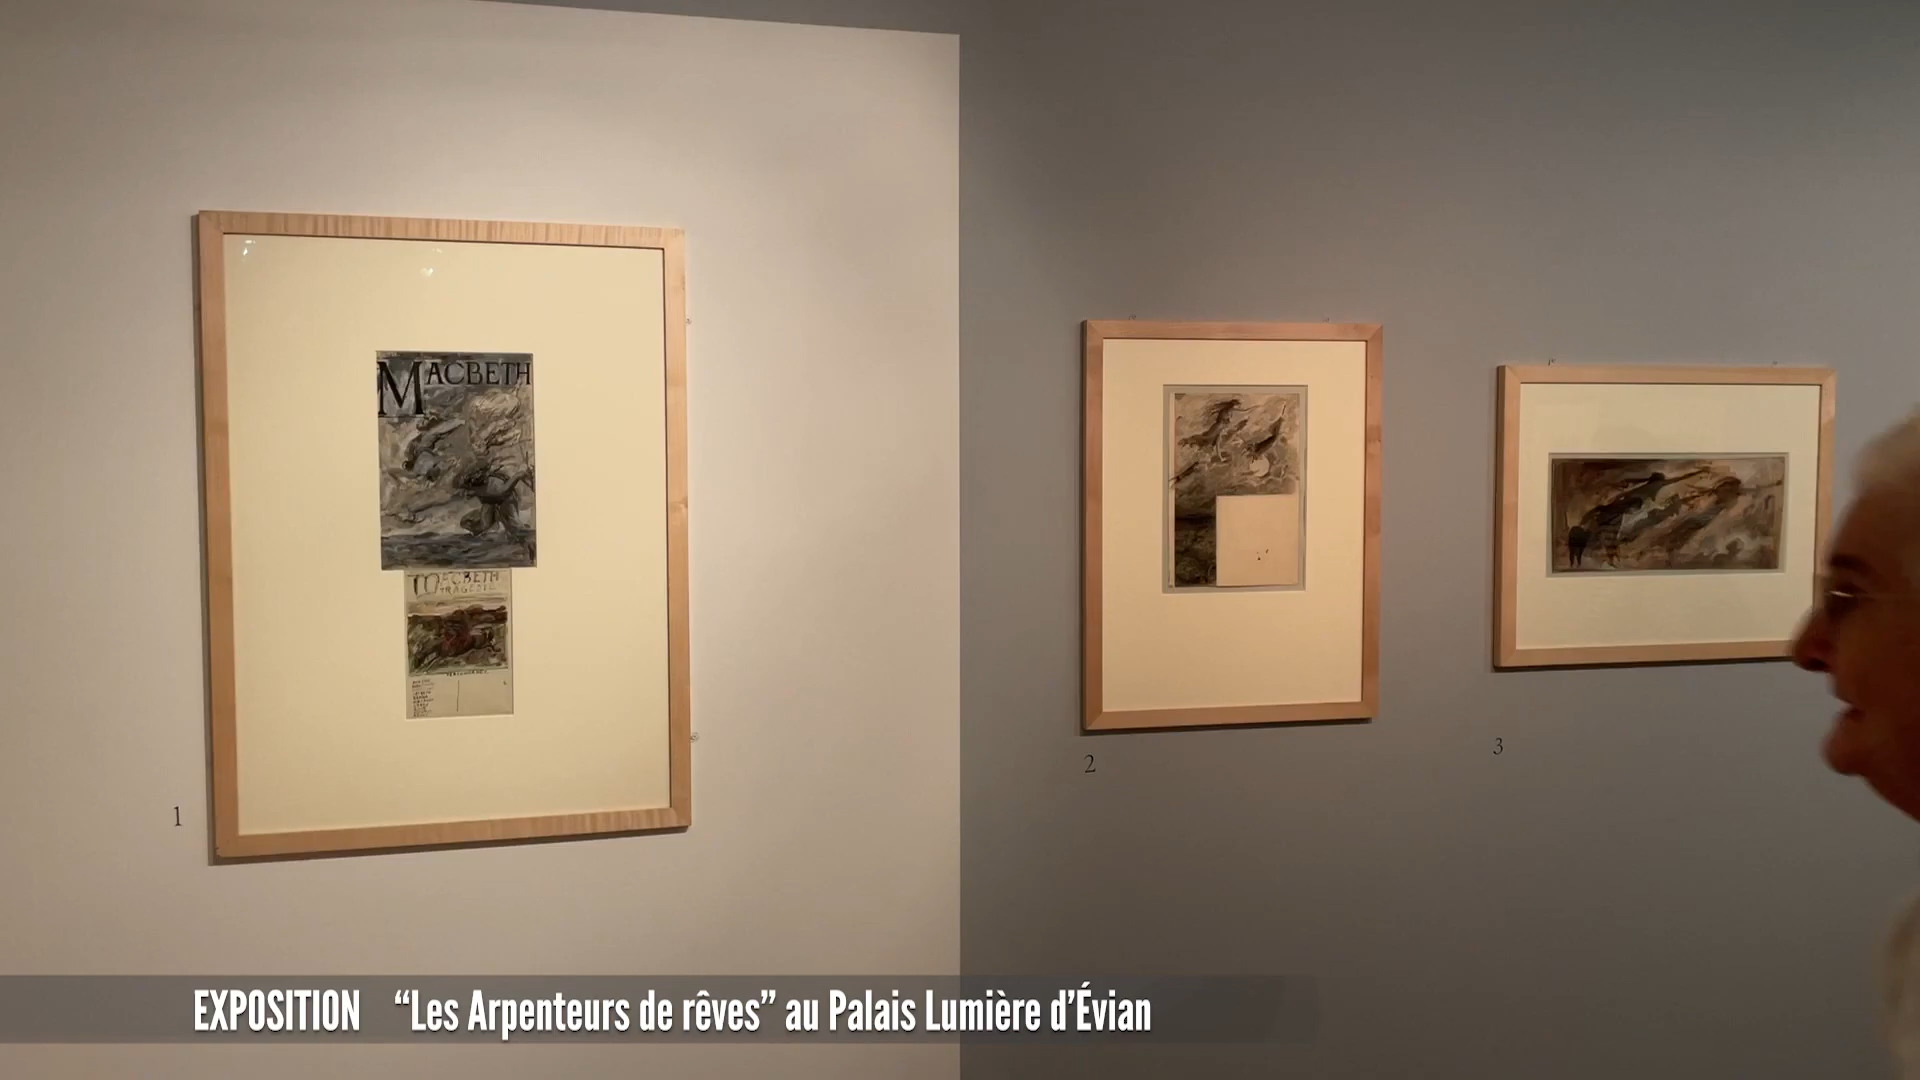 MACBETH
MACBETH
TRAGEDIE
1
2
3
EXPOSITION “Les Arpenteurs de rêves” au Palais Lumière d’Évian